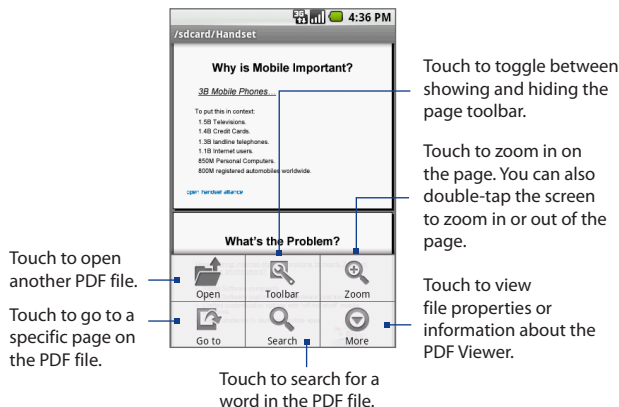 3G
4:36 PM
/sdcard/Handset
Why is Mobile Important?
3B Mobile Phones…
To put this in context:
1.5B Televisions.
1.4B Credit Cards.
1.3B landline telephones.
1.1B Internet users.
850M Personal Computers.
800M registered automobiles worldwide.
open handset alliance
What's the Problem?
Open
Toolbar
Zoom
Go to
Search
More
Touch to open
another PDF file.
Touch to go to a
specific page on
the PDF file.
Touch to toggle between
showing and hiding the
page toolbar.
Touch to zoom in on
the page. You can also
double-tap the screen
to zoom in or out of the
page.
Touch to view
file properties or
information about the
PDF Viewer.
Touch to search for a
word in the PDF file.